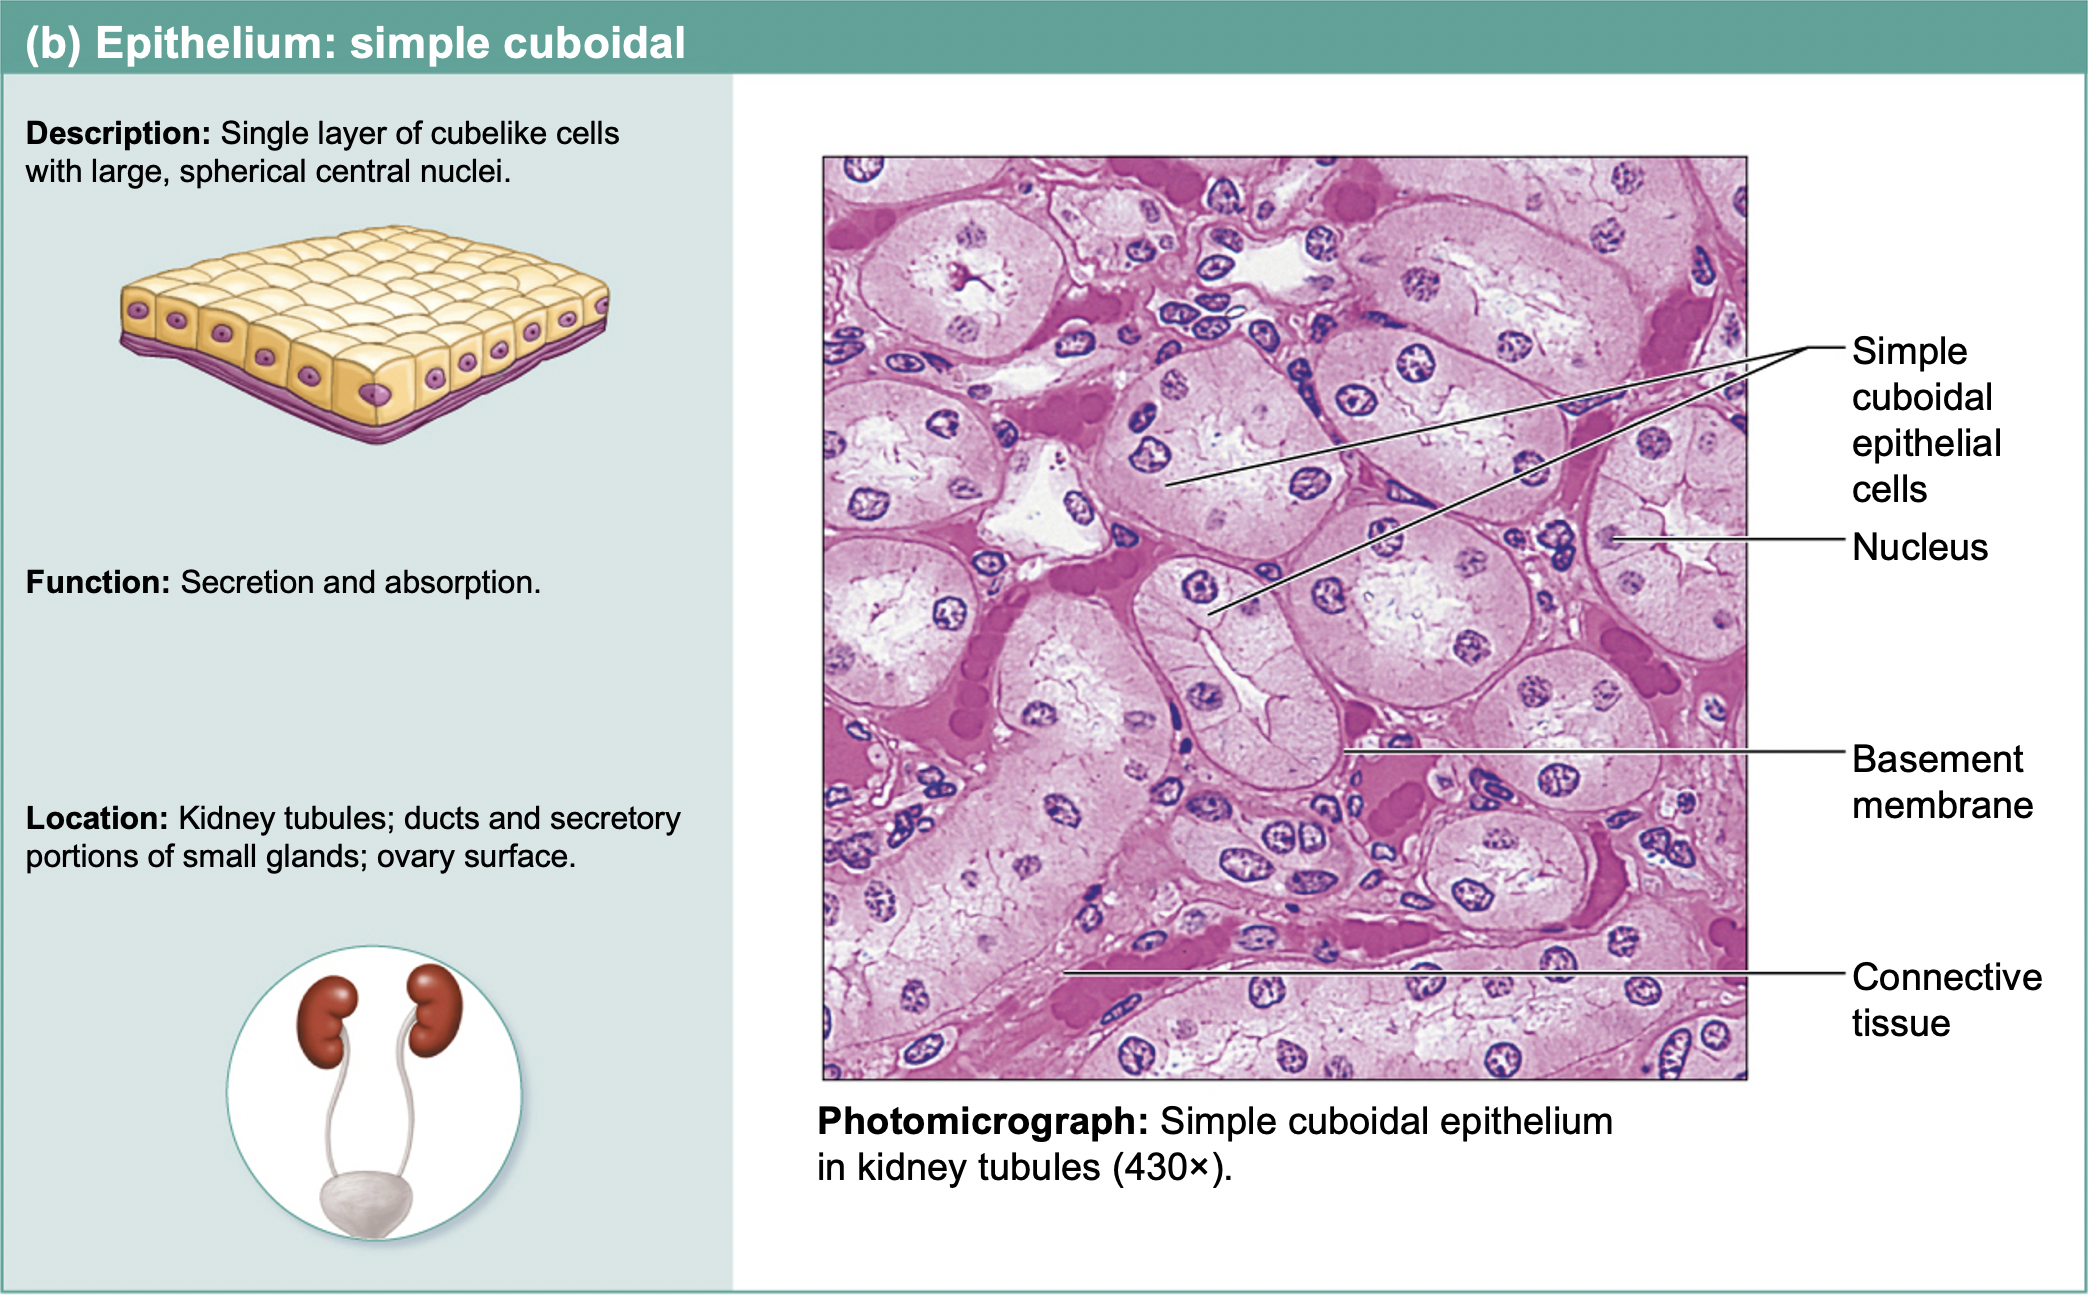 (b) Epithelium: simple cuboidal
Description: Single layer of cubelike cells
with large, spherical central nuclei.
Function: Secretion and absorption.
Location: Kidney tubules; ducts and secretory
portions of small glands; ovary surface.
Simple
cuboidal
epithelial
cells
Nucleus
Basement
membrane
Connective
tissue
Photomicrograph: Simple cuboidal epithelium
in kidney tubules (430×).